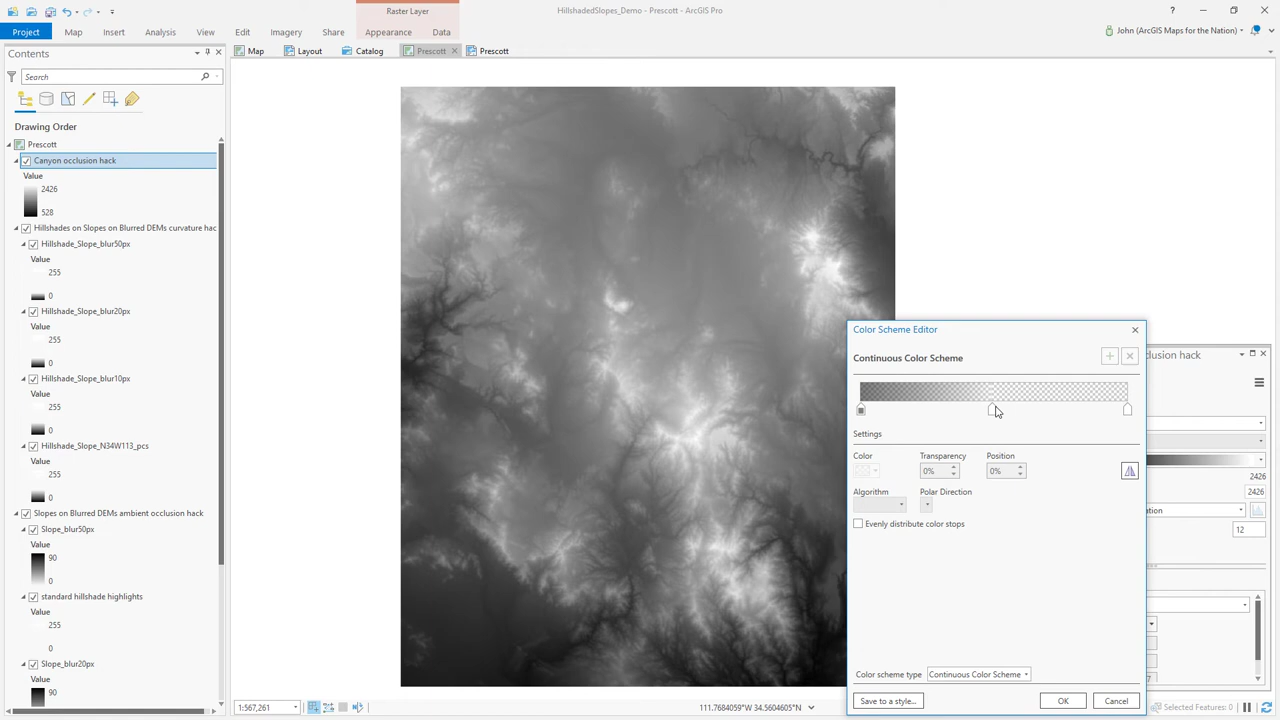 Raster Layer
HillshadedSlopes_Demo - Prescott - ArcGIS Pro
?
Project Map Insert Analysis View Edit Imagery Share Appearance Data
John (ArcGIS Maps for the Nation)
Contents
Map Layout Catalog Prescott Prescott
Search
Drawing Order
Prescott
Canyon occlusion hack
Value
2426
528
Hillshades on Slopes on Blurred DEMs curvature hac
Hillshade_Slope_blur50px
Value
255
0
Hillshade_Slope_blur20px
Value
255
0
Hillshade_Slope_blur10px
Value
255
0
Hillshade_Slope_N34W113_pcs
Value
255
0
Slopes on Blurred DEMs ambient occlusion hack
Slope_blur50px
Value
90
0
standard hillshade highlights
Value
255
0
Slope_blur20px
Value
90
Color Scheme Editor
Continuous Color Scheme
Settings
Color Transparency Position
0% 0%
Algorithm Polar Direction
Evenly distribute color stops
Color scheme type Continuous Color Scheme
Save to a style... OK Cancel
clusion hack
2426
2426
ation
12
7
1:567,261
111.7684059°W 34.5604605°N
Selected Features: 0